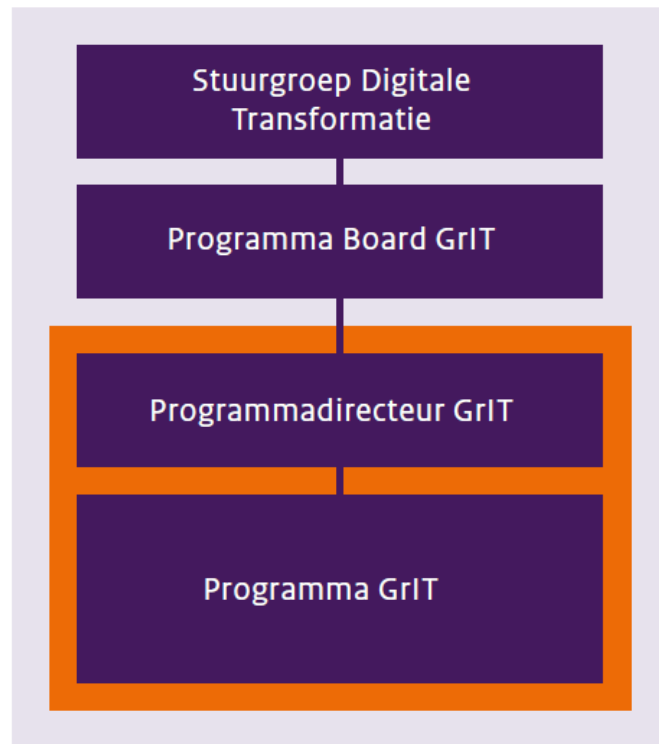 Stuurgroep Digitale
Transformatie
Programma Board GrIT
Programmadirecteur GrIT
Programma GrIT